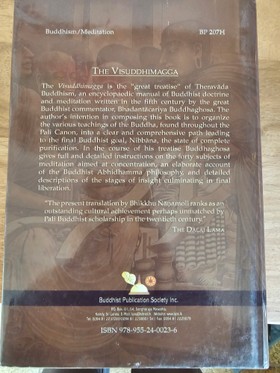 Buddhism/Meditation BP 207H
THE VISUDDHIMAGGA
The Visuddhimagga is the "great treatise" of Theravāda
Buddhism, an encyclopaedic manual of Buddhist doctrine
and meditation written in the fifth century by the great
Buddhist commentator, Bhadantācariya Buddhaghosa. The
author's intention in composing this book is to organize
the various teachings of the Buddha, found throughout the
Pali Canon, into a clear and comprehensive path leading
to the final Buddhist goal, Nibbāna, the state of complete
purification. In the course of his treatise Buddhaghosa
gives full and detailed instructions on the forty subjects of
meditation aimed at concentration, an elaborate account
of the Buddhist Abhidhamma philosophy, and detailed
descriptions of the stages of insight culminating in final
liberation.
"The present translation by Bhikkhu Ñāṇamoli ranks as an
outstanding cultural achievement perhaps unmatched by
Pali Buddhist scholarship in the twentieth century."
THE DALAI LAMA
Buddhist Publication Society Inc.
ISBN 978-955-24-0023-6